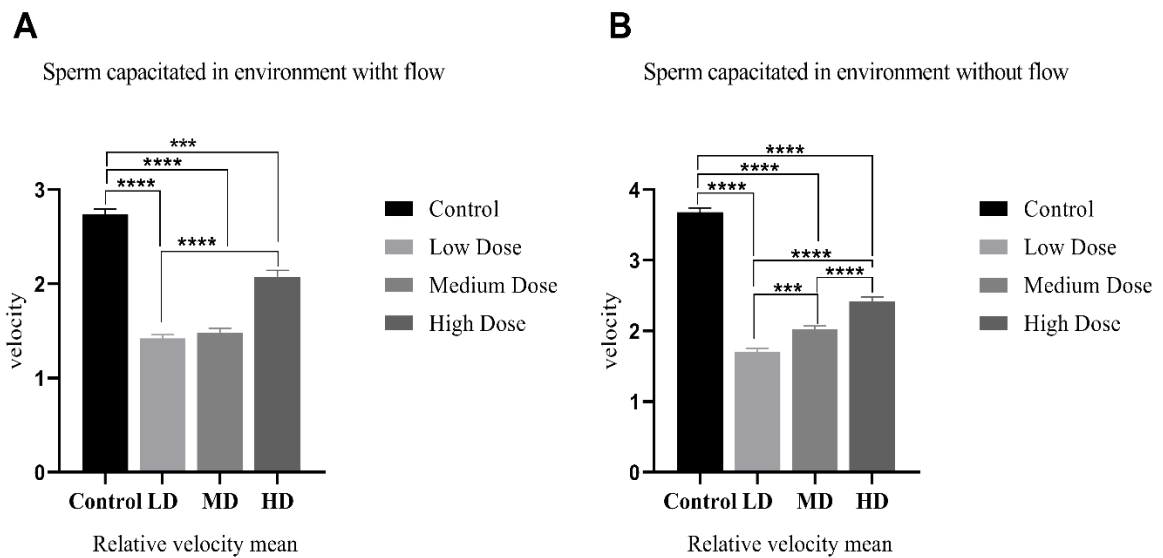 A
Sperm capacitated in environment witht flow
***
****
****
****
3
2
1
0
velocity
Control LD MD HD
Relative velocity mean
Control
Low Dose
Medium Dose
High Dose
B
Sperm capacitated in environment without flow
****
****
****
****
****
***
4
3
2
1
0
velocity
Control LD MD HD
Relative velocity mean
Control
Low Dose
Medium Dose
High Dose